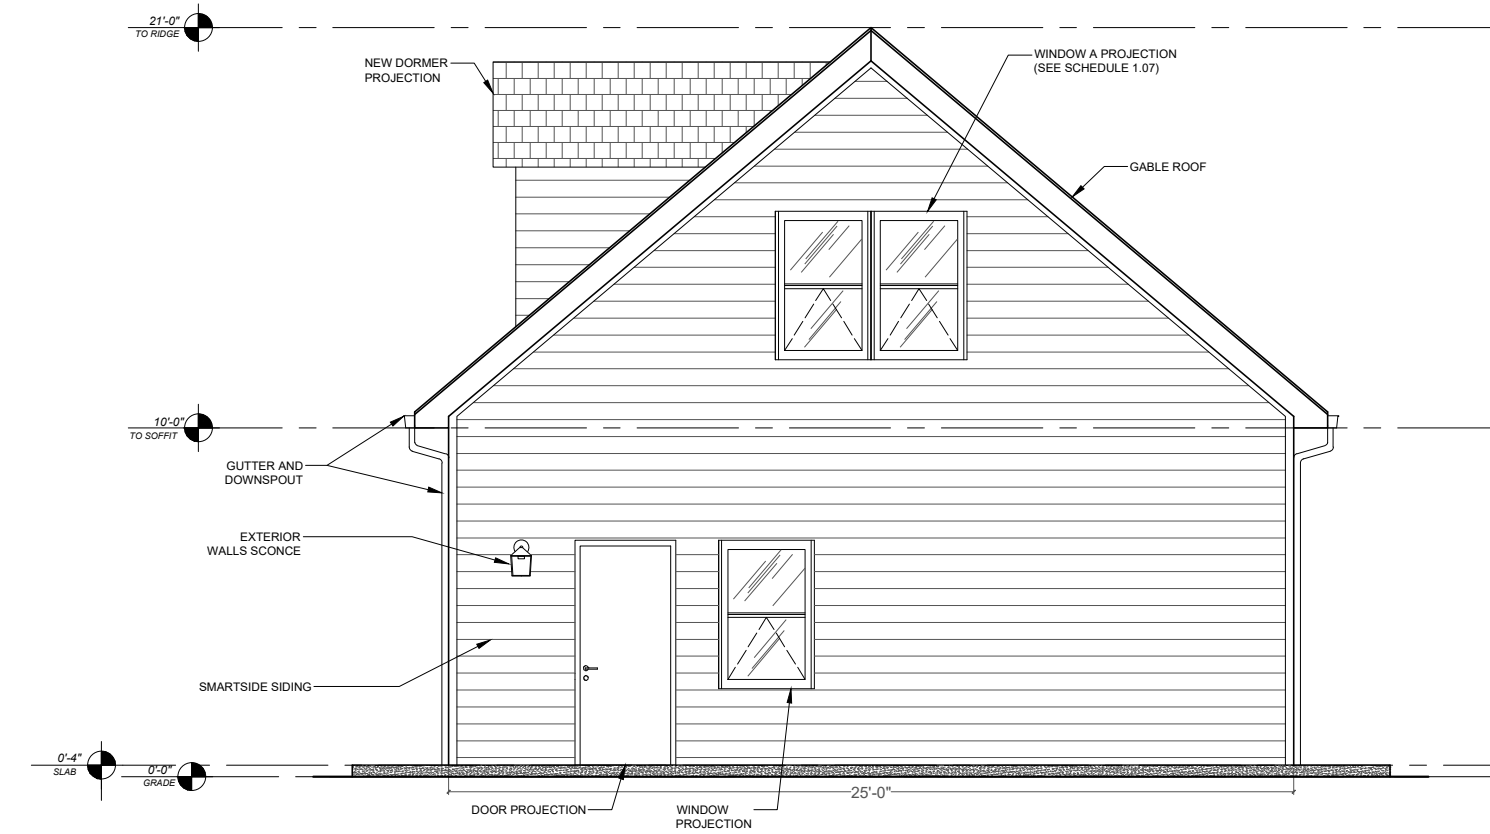 21'-0"
TO RIDGE
NEW DORMER
PROJECTION
WINDOW A PROJECTION
(SEE SCHEDULE 1.07)
GABLE ROOF
10'-0"
TO SOFFIT
GUTTER AND
DOWNSPOUT
EXTERIOR
WALLS SCONCE
SMARTSIDE SIDING
0'-4"
SLAB
0'-0"
GRADE
25'-0"
DOOR PROJECTION
WINDOW
PROJECTION